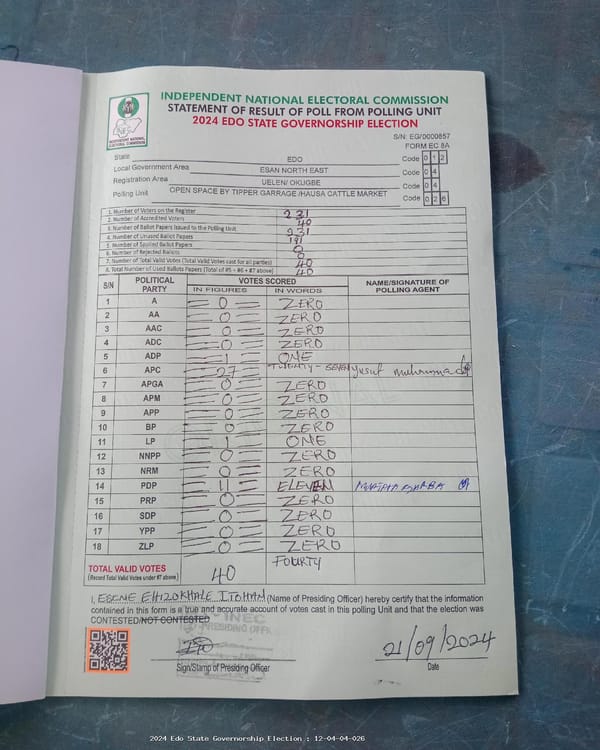 INDEPENDENT NATIONAL ELECTORAL COMMISSION
STATEMENT OF RESULT OF POLL FROM POLLING UNIT
2024 EDO STATE GOVERNORSHIP ELECTION
INEC
INDEPENDENT NATIONAL ELECTORAL COMMISSION
S/N: EG/0000857
FORM EC 8A
State EDO Code 0 1 2
Local Government Area ESAN NORTH EAST Code 0 4
Registration Area UELEN/ OKUGBE Code 0 4
Polling Unit OPEN SPACE BY TIPPER GARRAGE /HAUSA CATTLE MARKET Code 0 2 6
1. Number of Voters on the Register 231
2. Number of Accredited Voters 40
3. Number of Ballot Papers Issued to the Polling Unit 231
4. Number of Unused Ballot Papers 191
5. Number of Spoiled Ballot Papers 0
6. Number of Rejected Ballots 0
7. Number of Total Valid Votes (Total Valid Votes cast for all parties) 40
8. Total Number of Used Ballots Papers (Total of #5 + #6 + #7 above) 40
S/N POLITICAL PARTY VOTES SCORED NAME/SIGNATURE OF POLLING AGENT
IN FIGURES IN WORDS
1 A 0 ZERO
2 AA 0 ZERO
3 AAC 0 ZERO
4 ADC 0 ZERO
5 ADP 1 ONE
6 APC 27 TWENTY-SEVEN Yusuf
7 APGA 0 ZERO
8 APM 0 ZERO
9 APP 0 ZERO
10 BP 0 ZERO
11 LP 1 ONE
12 NNPP 0 ZERO
13 NRM 0 ZERO
14 PDP 11 ELEVEN
15 PRP 0 ZERO
16 SDP 0 ZERO
17 YPP 0 ZERO
18 ZLP 0 ZERO
TOTAL VALID VOTES 40 FOURTY
(Record Total Valid Votes under #7 above)
I, EBENE EHIZOKHALE ITOHAN (Name of Presiding Officer) hereby certify that the information
contained in this form is a true and accurate account of votes cast in this polling Unit and that the election was
CONTESTED/NOT CONTESTED
INEC
PRESIDING OFFI
21/09/2024
Sign/Stamp of Presiding Officer Date
2024 Edo State Governorship Election : 12-04-04-026